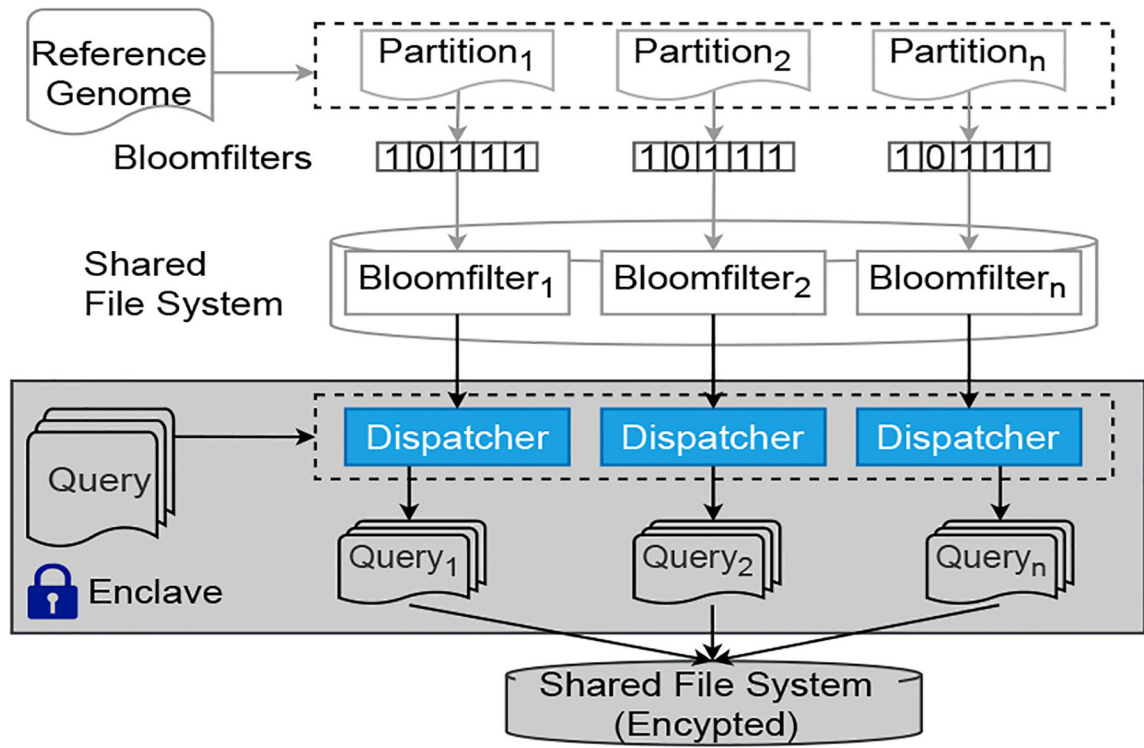 Reference
Genome
Partition₁
Partition₂
Partitionₙ
Bloomfilters
1 0 1 1 1
1 0 1 1 1
1 0 1 1 1
Shared
File System
Bloomfilter₁
Bloomfilter₂
Bloomfilterₙ
Query
Dispatcher
Dispatcher
Dispatcher
Query₁
Query₂
Queryₙ
Enclave
Shared File System
(Encypted)